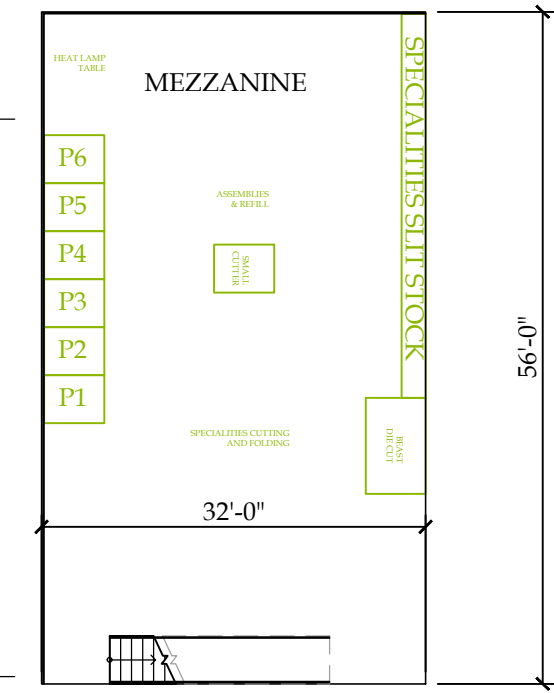 HEAT LAMP
TABLE
MEZZANINE
SPECIALITIES SLIT STOCK
P6
P5
P4
P3
P2
P1
ASSEMBLIES
& REFILL
SMALL
CUTTER
56'-0"
SPECIALITIES CUTTING
AND FOLDING
BEAST
DIE CUT
32'-0"